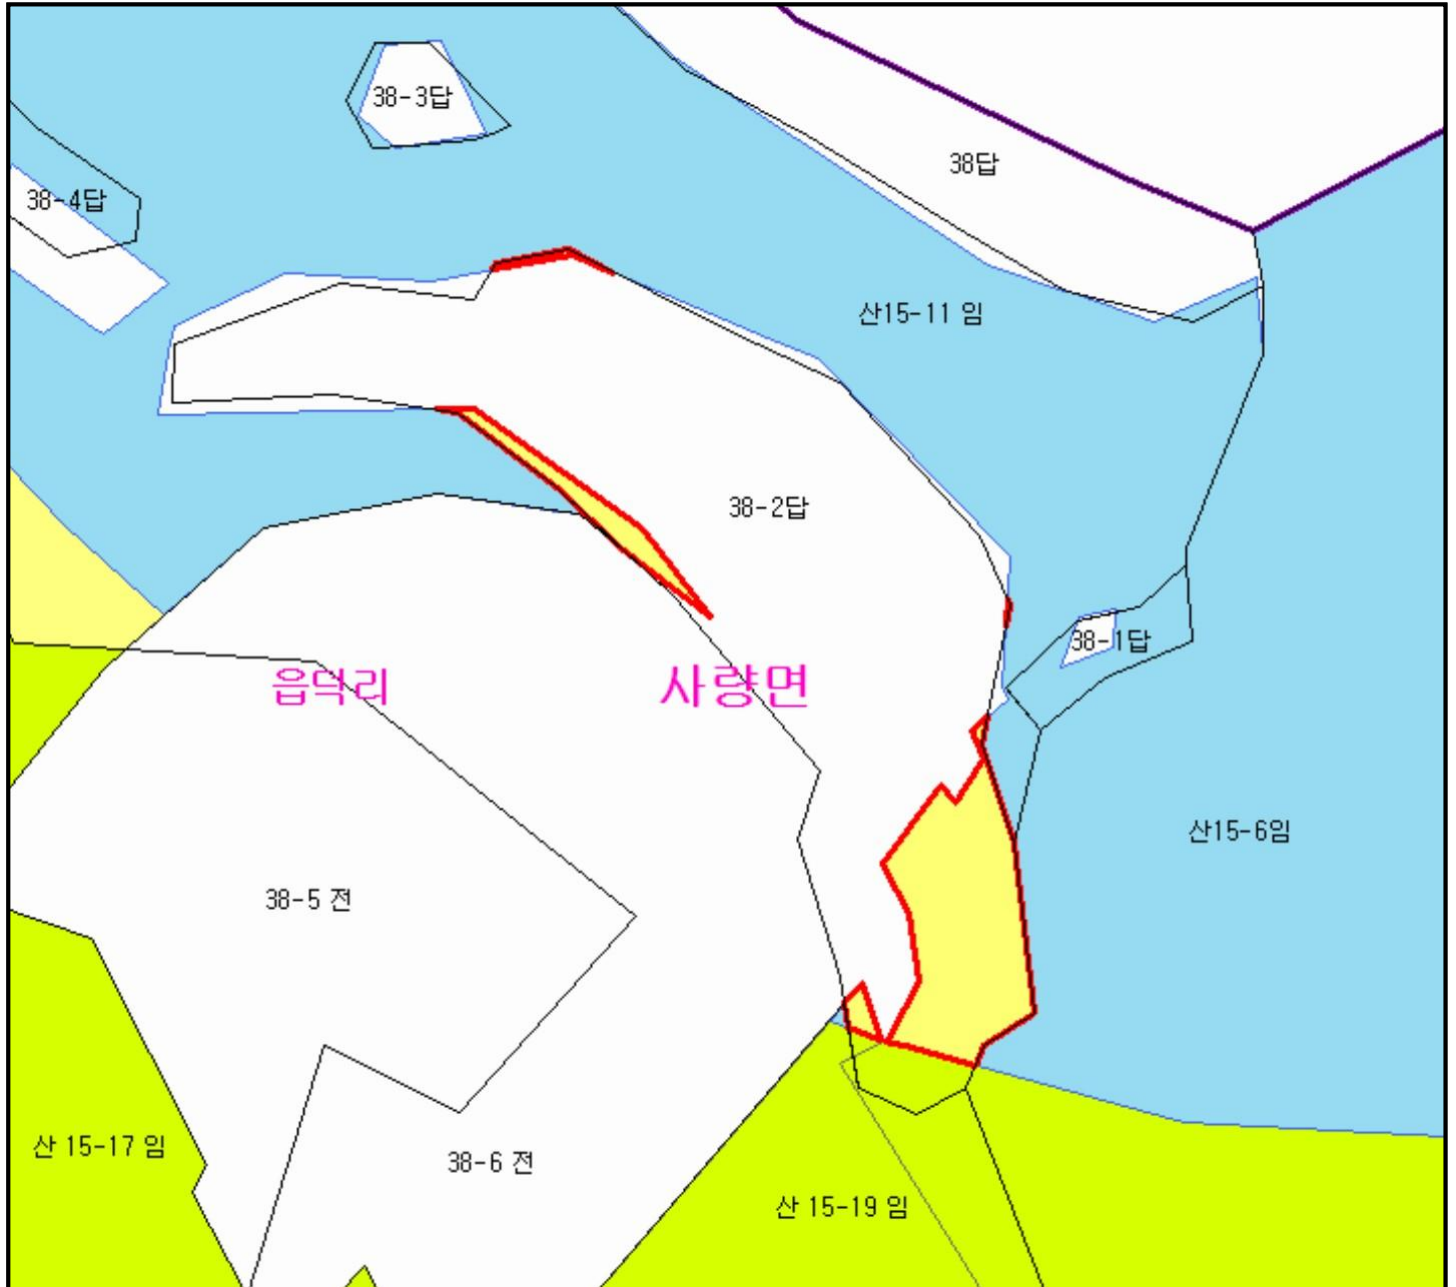 38-3답
38답
38-4답
산15-11 임
38-2답
38-1답
읍덕리
사량면
산15-6임
38-5 전
산 15-17 임
38-6 전
산 15-19 임